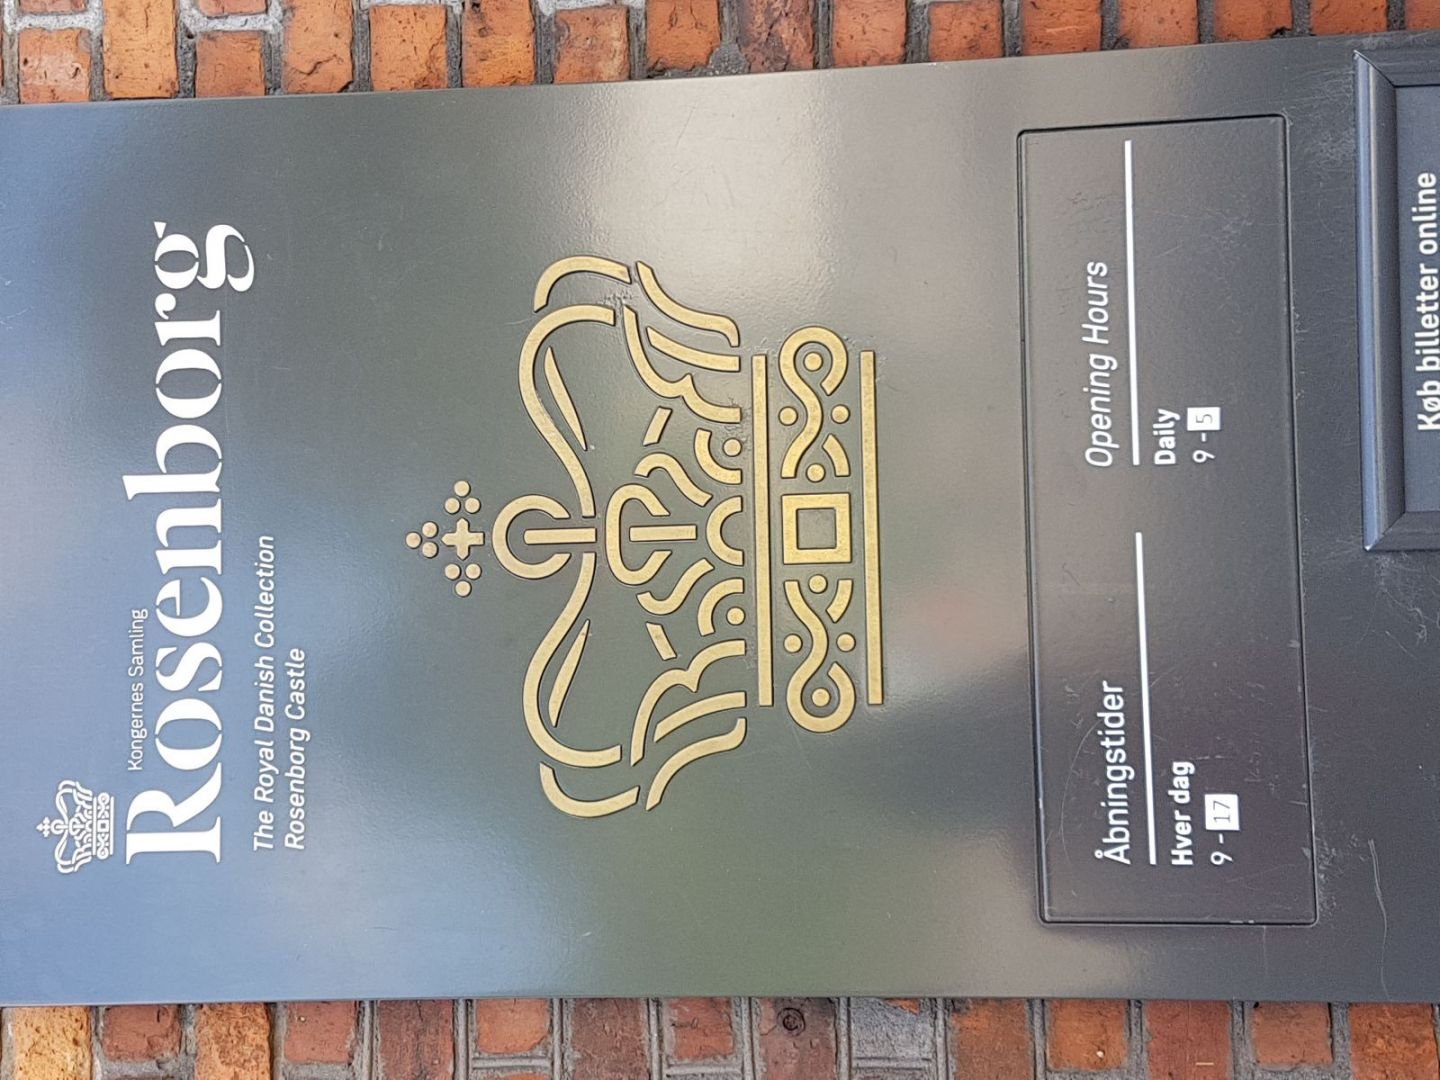 Kongernes Samling
Rosenborg
The Royal Danish Collection
Rosenborg Castle
Åbningstider
Hver dag
9 - 17
Opening Hours
Daily
9 - 5
Køb billetter online